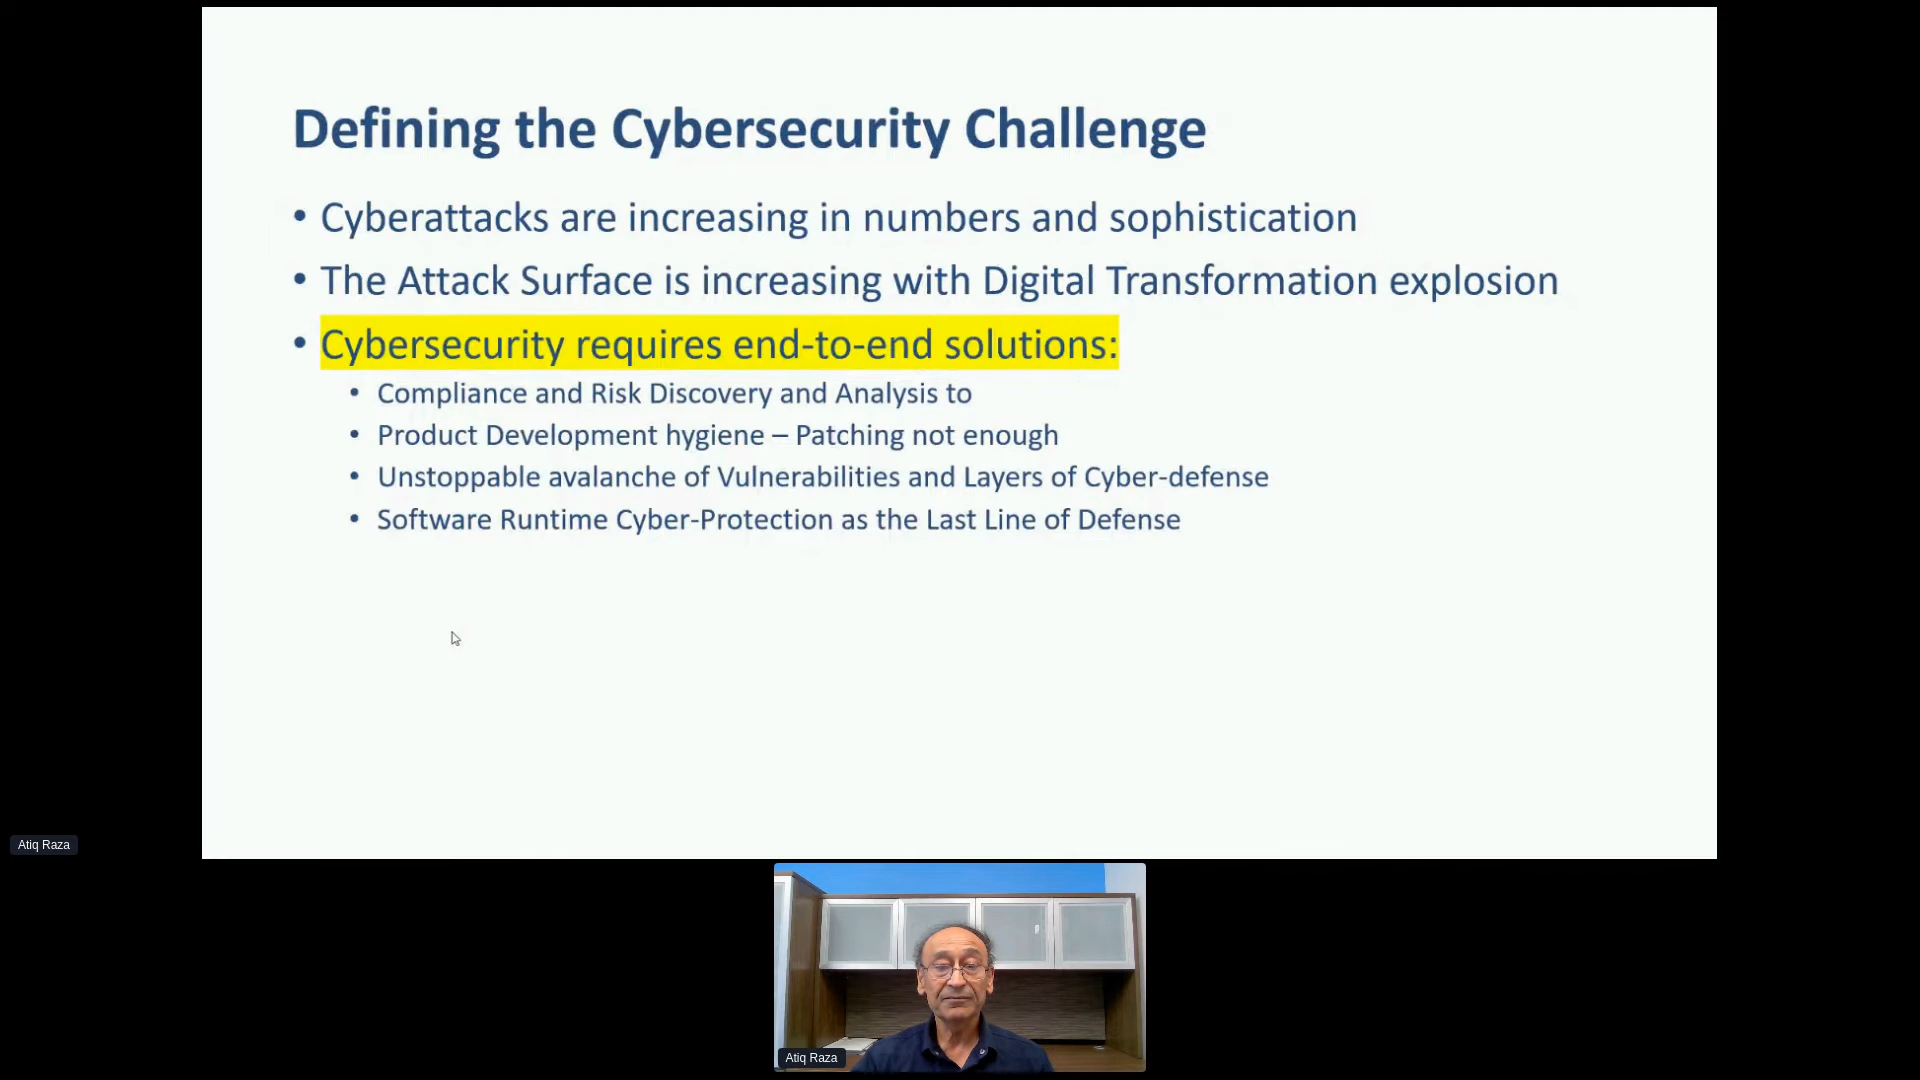 Defining the Cybersecurity Challenge
• Cyberattacks are increasing in numbers and sophistication
• The Attack Surface is increasing with Digital Transformation explosion
• Cybersecurity requires end-to-end solutions:
• Compliance and Risk Discovery and Analysis to
• Product Development hygiene – Patching not enough
• Unstoppable avalanche of Vulnerabilities and Layers of Cyber-defense
• Software Runtime Cyber-Protection as the Last Line of Defense
Atiq Raza
Atiq Raza